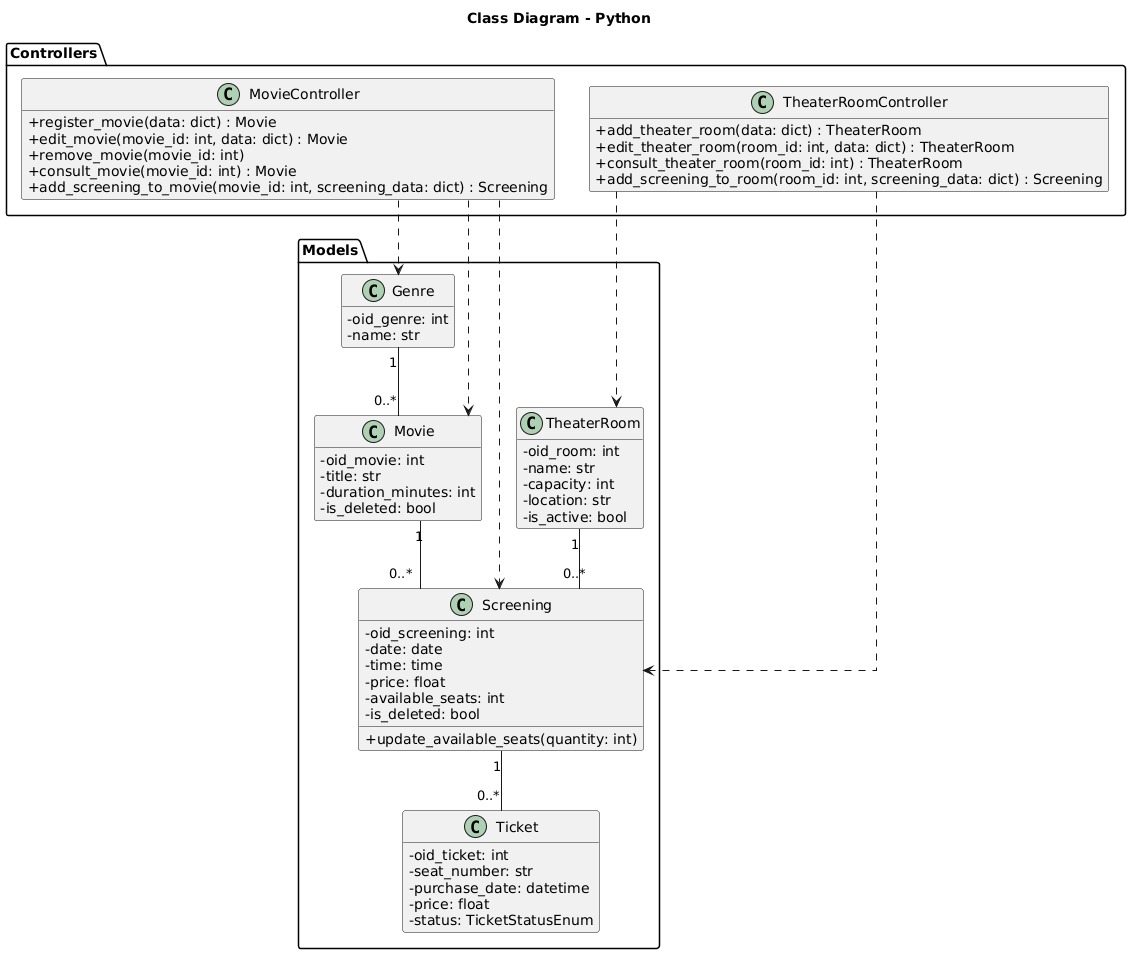 Class Diagram - Python
Controllers
C MovieController
+register_movie(data: dict) : Movie
+edit_movie(movie_id: int, data: dict) : Movie
+remove_movie(movie_id: int)
+consult_movie(movie_id: int) : Movie
+add_screening_to_movie(movie_id: int, screening_data: dict) : Screening
C TheaterRoomController
+add_theater_room(data: dict) : TheaterRoom
+edit_theater_room(room_id: int, data: dict) : TheaterRoom
+consult_theater_room(room_id: int) : TheaterRoom
+add_screening_to_room(room_id: int, screening_data: dict) : Screening
Models
C Genre
-oid_genre: int
-name: str
1
0..*
C Movie
-oid_movie: int
-title: str
-duration_minutes: int
-is_deleted: bool
C TheaterRoom
-oid_room: int
-name: str
-capacity: int
-location: str
-is_active: bool
1
0..*
1
0..*
C Screening
-oid_screening: int
-date: date
-time: time
-price: float
-available_seats: int
-is_deleted: bool
+update_available_seats(quantity: int)
1
0..*
C Ticket
-oid_ticket: int
-seat_number: str
-purchase_date: datetime
-price: float
-status: TicketStatusEnum